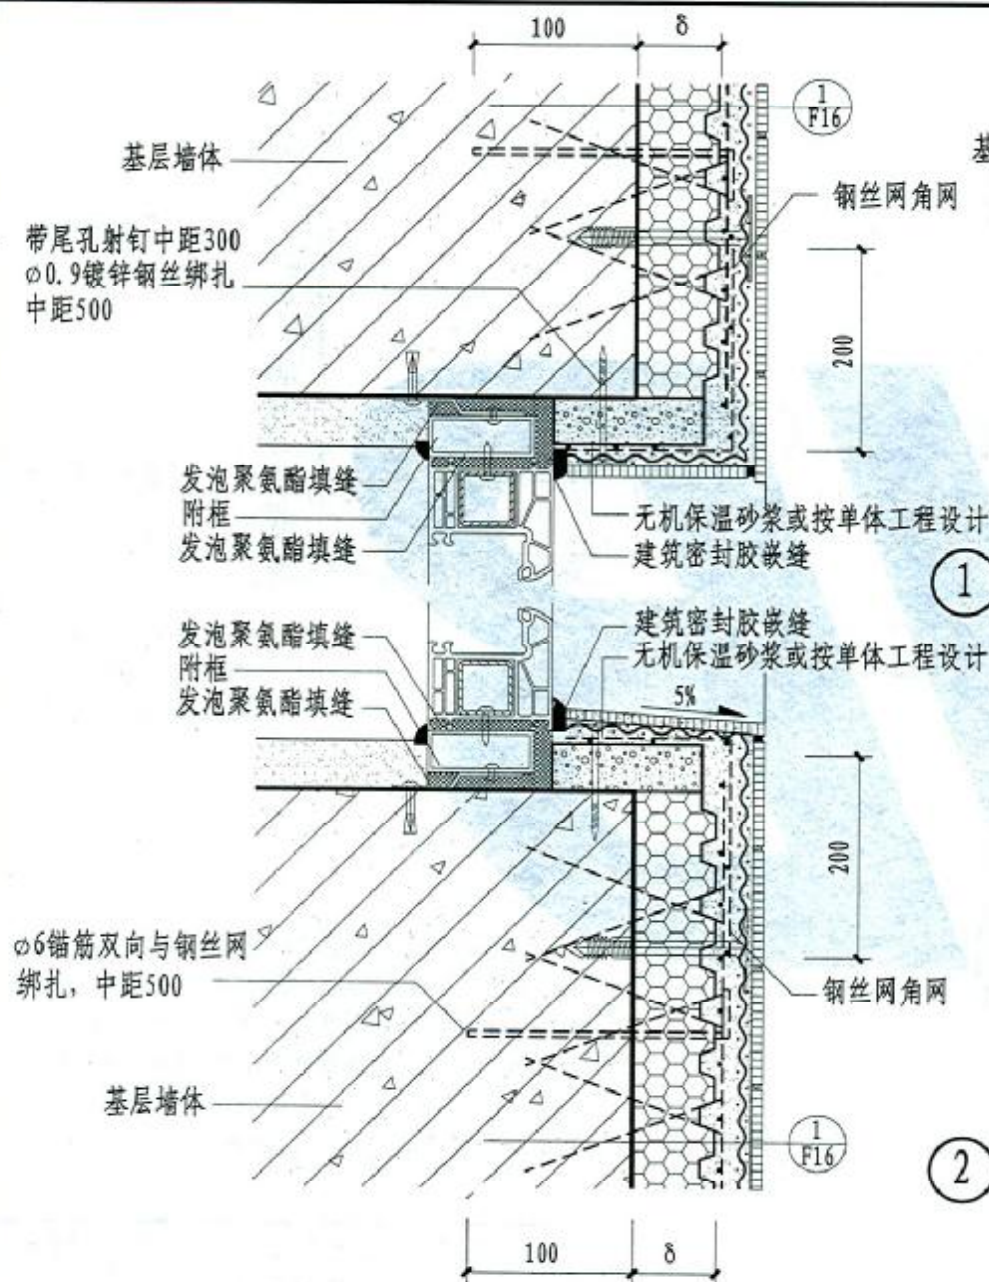 100
δ
1
F16
基层墙体
基
钢丝网角网
带尾孔射钉中距300
∅0.9镀锌钢丝绑扎
中距500
200
发泡聚氨酯填缝
附框
发泡聚氨酯填缝
无机保温砂浆或按单体工程设计
建筑密封胶嵌缝
1
发泡聚氨酯填缝
附框
发泡聚氨酯填缝
建筑密封胶嵌缝
无机保温砂浆或按单体工程设计
5%
200
∅6锚筋双向与钢丝网
绑扎，中距500
钢丝网角网
基层墙体
1
F16
2
100
δ